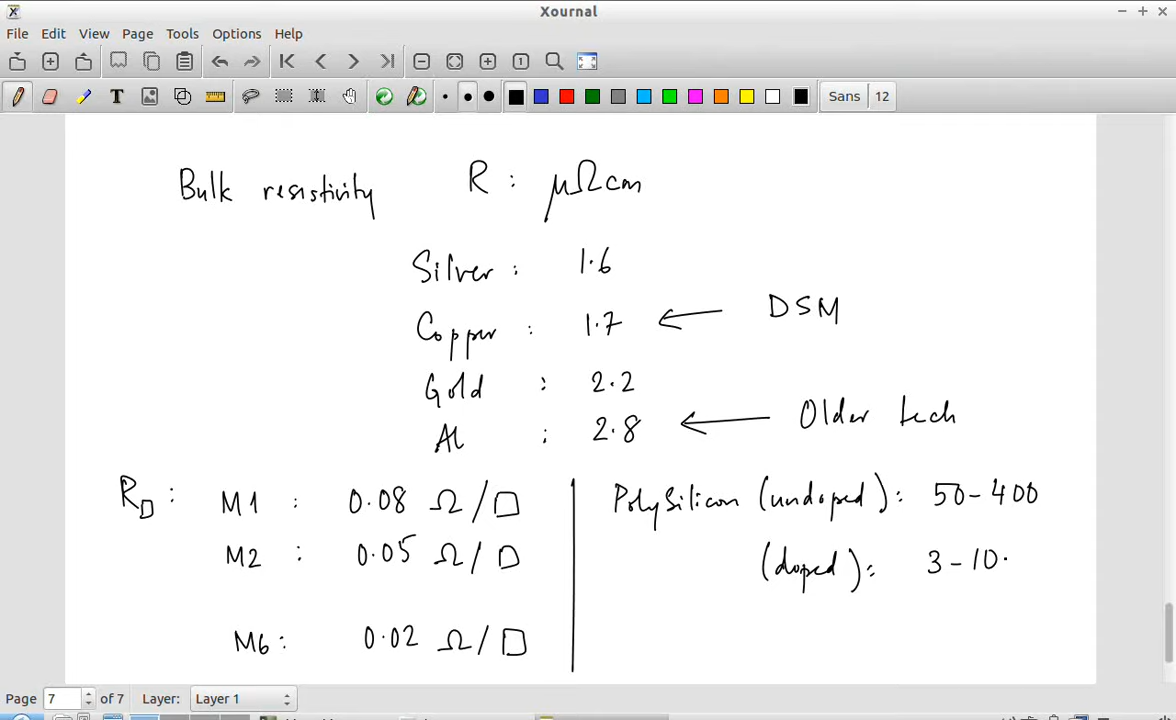 Xournal
File Edit View Page Tools Options Help
Sans 12
Bulk resistivity R : μΩcm
Silver : 1.6
Copper : 1.7 ← DSM
Gold : 2.2
Al : 2.8 ← Older tech
R□ : M1 : 0.08 Ω/□
M2 : 0.05 Ω/□
M6 : 0.02 Ω/□
PolySilicon (undoped) : 50-400
(doped) : 3-10.
Page 7 of 7 Layer: Layer 1